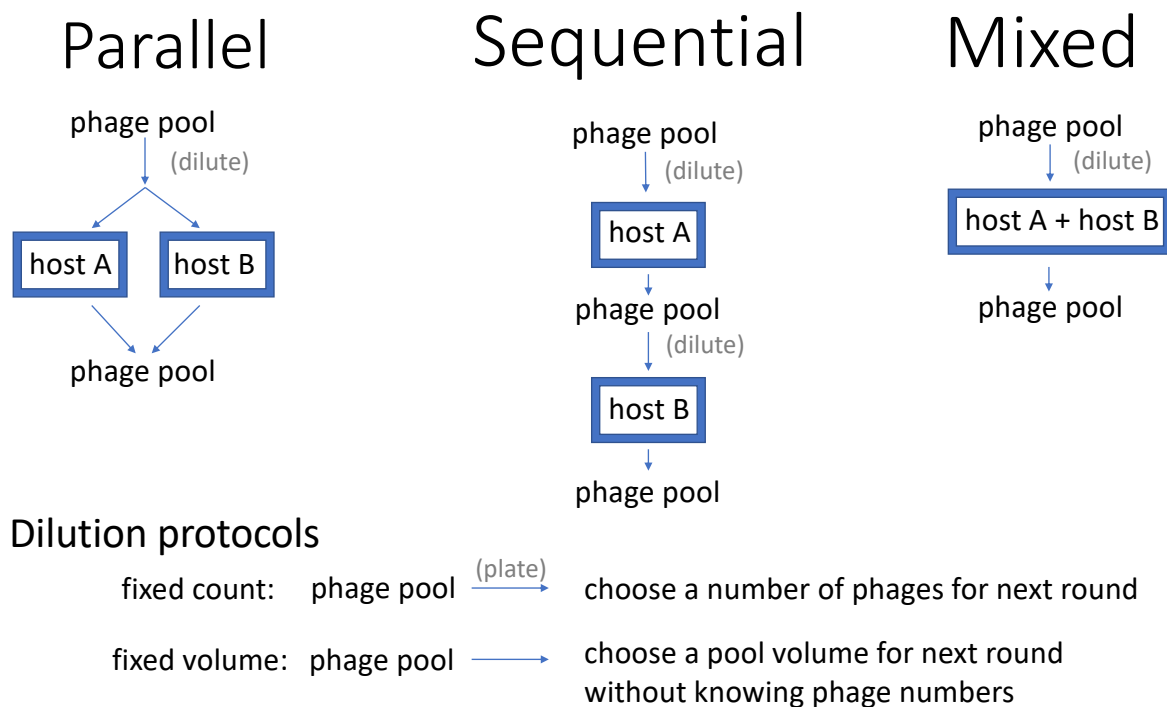 Parallel
phage pool
(dilute)
host A
host B
phage pool
Sequential
phage pool
(dilute)
host A
phage pool
(dilute)
host B
phage pool
Mixed
phage pool
(dilute)
host A + host B
phage pool
Dilution protocols
fixed count: phage pool (plate) choose a number of phages for next round
fixed volume: phage pool choose a pool volume for next round
without knowing phage numbers